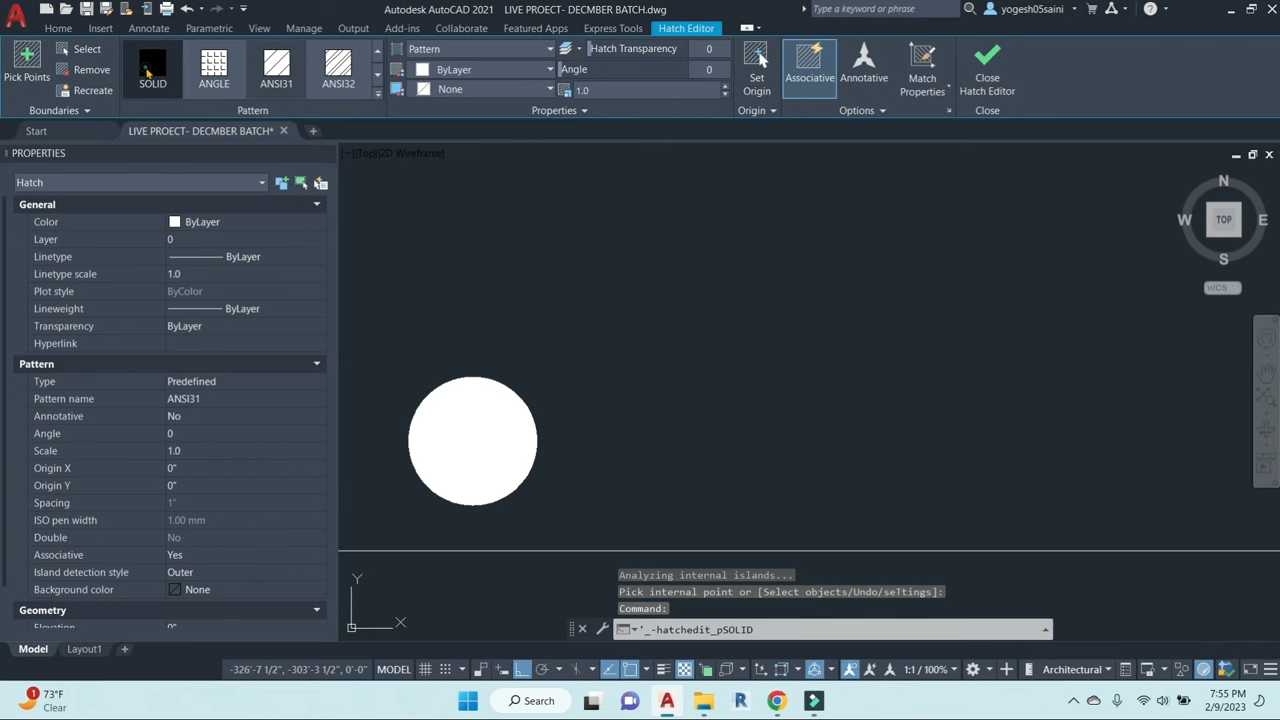 Autodesk AutoCAD 2021 LIVE PROECT- DECMBER BATCH.dwg
Type a keyword or phrase
yogesh05saini
Home Insert Annotate Parametric View Manage Output Add-ins Collaborate Featured Apps Express Tools Hatch Editor
Pick Points
Select
Remove
Recreate
Boundaries
SOLID
ANGLE
ANSI31
ANSI32
Pattern
Pattern
ByLayer
None
Hatch Transparency 0
Angle 0
1.0
Properties
Set
Origin
Origin
Associative
Annotative
Match
Properties
Options
Close
Hatch Editor
Close
Start LIVE PROECT- DECMBER BATCH*
PROPERTIES
[−][Top][2D Wireframe]
Hatch
General
Color ByLayer
Layer 0
Linetype ByLayer
Linetype scale 1.0
Plot style ByColor
Lineweight ByLayer
Transparency ByLayer
Hyperlink
Pattern
Type Predefined
Pattern name ANSI31
Annotative No
Angle 0
Scale 1.0
Origin X 0"
Origin Y 0"
Spacing 1"
ISO pen width 1.00 mm
Double No
Associative Yes
Island detection style Outer
Background color None
Geometry
Elevation 0"
N
W TOP E
S
WCS
Y
X
Analyzing internal islands...
Pick internal point or [Select objects/Undo/seTtings]:
Command:
'_-hatchedit_pSOLID
Model Layout1
-326'-7 1/2", -303'-3 1/2", 0'-0" MODEL 1:1 / 100% Architectural
1
73°F
Clear
Search
7:55 PM
2/9/2023